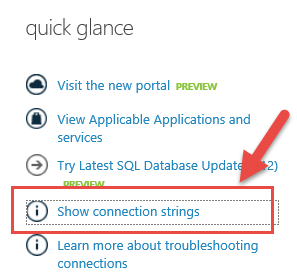 quick glance
Visit the new portal PREVIEW
View Applicable Applications and
services
Try Latest SQL Database Update 2)
PREVIEW
Show connection strings
Learn more about troubleshooting
connections